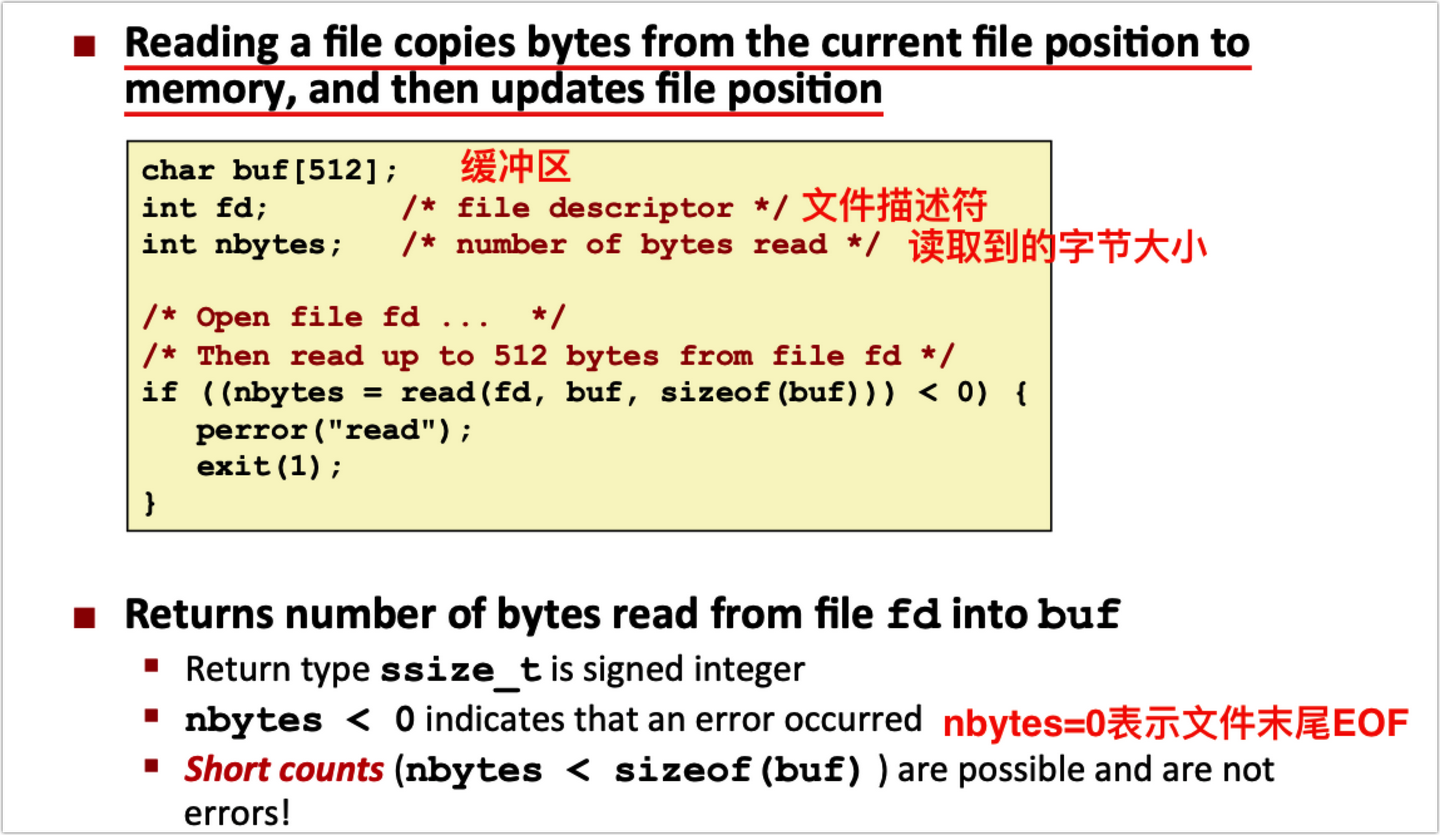 Reading a file copies bytes from the current file position to
memory, and then updates file position
char buf[512]; 缓冲区
int fd; /* file descriptor */ 文件描述符
int nbytes; /* number of bytes read */ 读取到的字节大小
/* Open file fd ... */
/* Then read up to 512 bytes from file fd */
if ((nbytes = read(fd, buf, sizeof(buf))) < 0) {
perror("read");
exit(1);
}
Returns number of bytes read from file fd into buf
Return type ssize_t is signed integer
nbytes < 0 indicates that an error occurred nbytes=0表示文件末尾EOF
Short counts (nbytes < sizeof(buf) ) are possible and are not
errors!